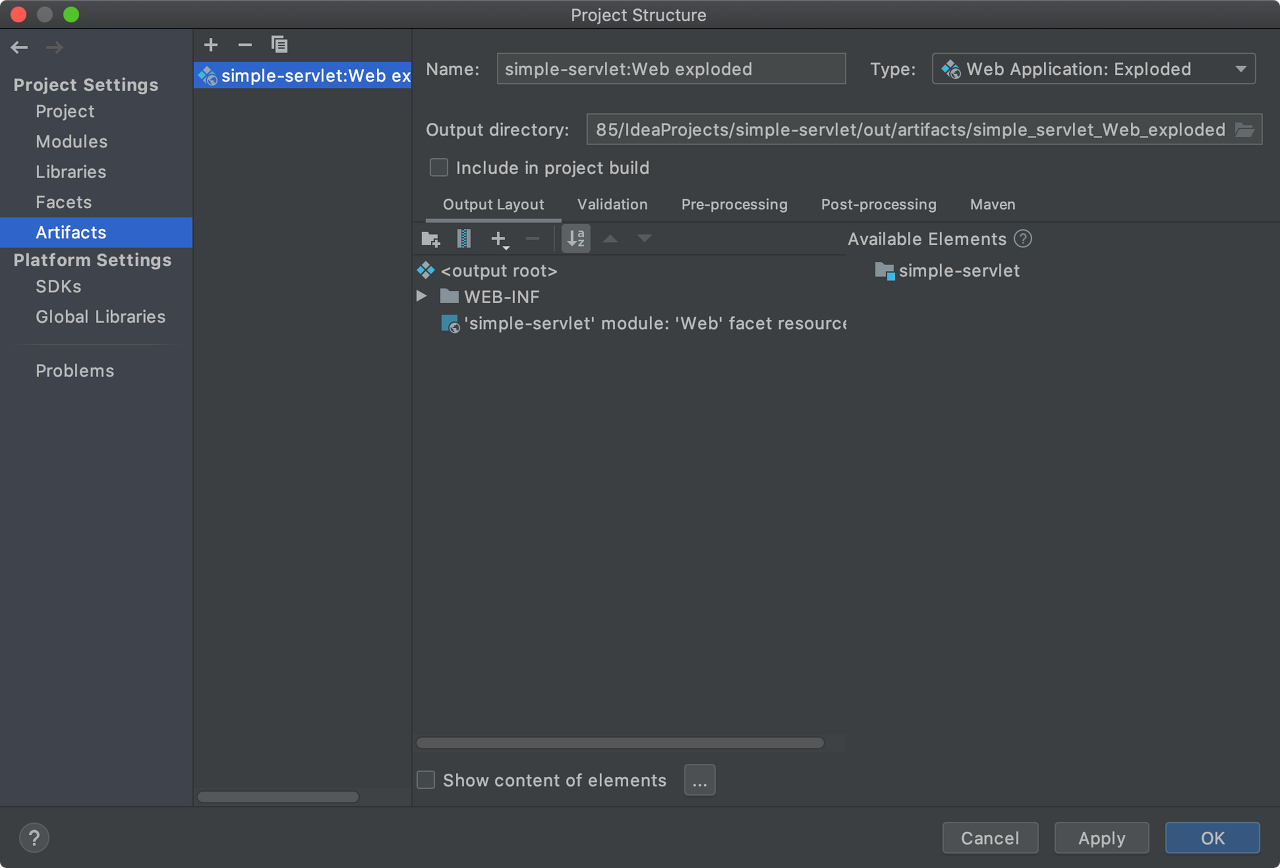 Project Structure
Project Settings
Project
Modules
Libraries
Facets
Artifacts
Platform Settings
SDKs
Global Libraries
Problems
simple-servlet:Web ex
Name: simple-servlet:Web exploded Type: Web Application: Exploded
Output directory: 85/IdeaProjects/simple-servlet/out/artifacts/simple_servlet_Web_exploded
Include in project build
Output Layout Validation Pre-processing Post-processing Maven
Available Elements ?
<output root>
WEB-INF
'simple-servlet' module: 'Web' facet resource
simple-servlet
Show content of elements ...
? Cancel Apply OK